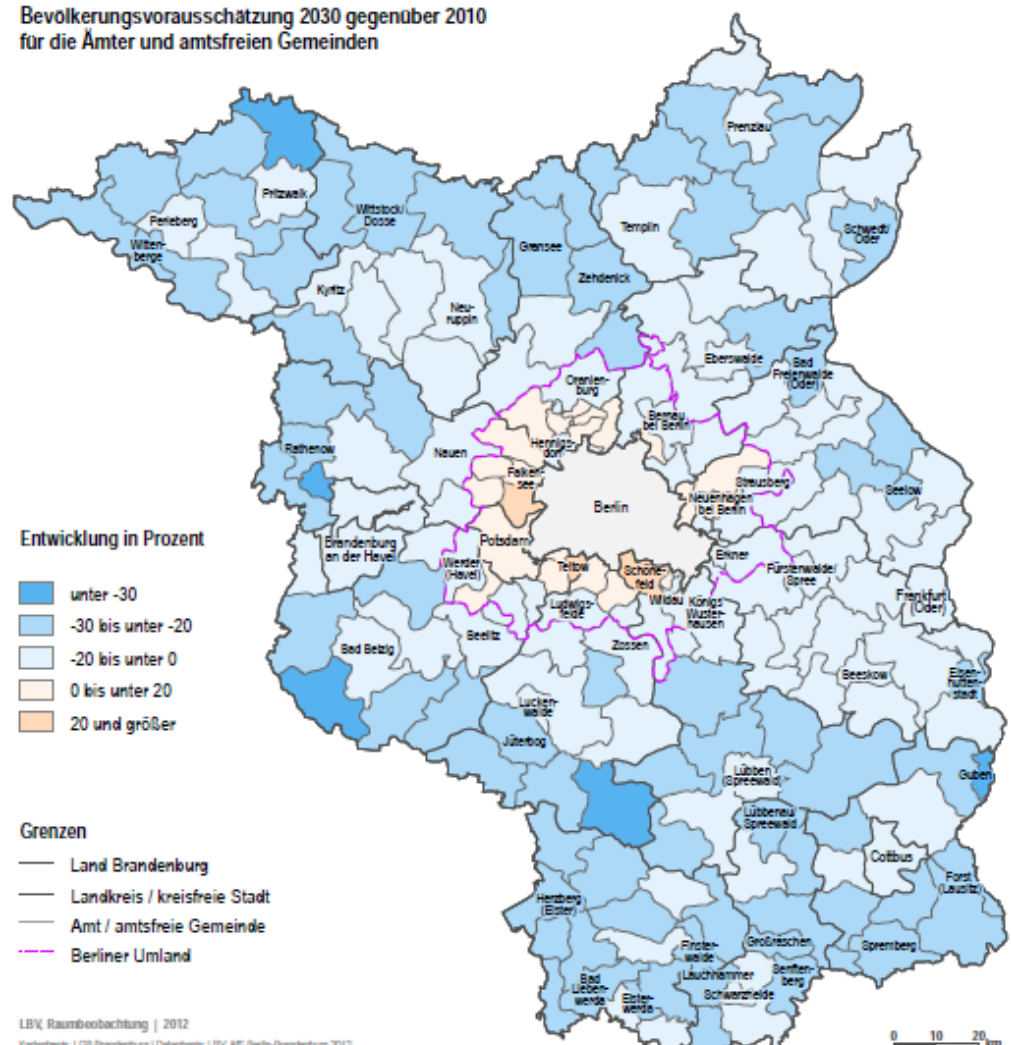 Bevölkerungsvorausschätzung 2030 gegenüber 2010
für die Ämter und amtsfreien Gemeinden
Prenzlau
Pritzwalk
Perleberg
Witten-
berge
Wittstock/
Dosse
Gransee
Templin
Zehdenick
Schwedt/
Oder
Kyritz
Neu-
ruppin
Eberswalde
Bad
Freienwalde
(Oder)
Oranien-
burg
Bernau
bei Berlin
Rathenow
Nauen
Hennigs-
dorf
Falken-
see
Strausberg
Neuenhagen
bei Berlin
Seelow
Berlin
Brandenburg
an der Havel
Potsdam
Werder
(Havel)
Teltow
Schöne-
feld
Erkner
Fürstenwalde/
Spree
Frankfurt
(Oder)
Ludwigs-
felde
Wildau
Königs
Wuster-
hausen
Bad Belzig
Beelitz
Zossen
Beeskow
Eisen-
hütten-
stadt
Lucken-
walde
Jüterbog
Lübben
(Spreewald)
Guben
Lübbenau/
Spreewald
Cottbus
Forst
(Lausitz)
Herzberg
(Elster)
Finster-
walde
Großräschen
Spremberg
Bad
Lieben-
werda
Lauchhammer
Senften-
berg
Elster-
werda
Schwarzheide
Entwicklung in Prozent
unter -30
-30 bis unter -20
-20 bis unter 0
0 bis unter 20
20 und größer
Grenzen
Land Brandenburg
Landkreis / kreisfreie Stadt
Amt / amtsfreie Gemeinde
Berliner Umland
LBV, Raumbeobachtung | 2012
0 10 20 km